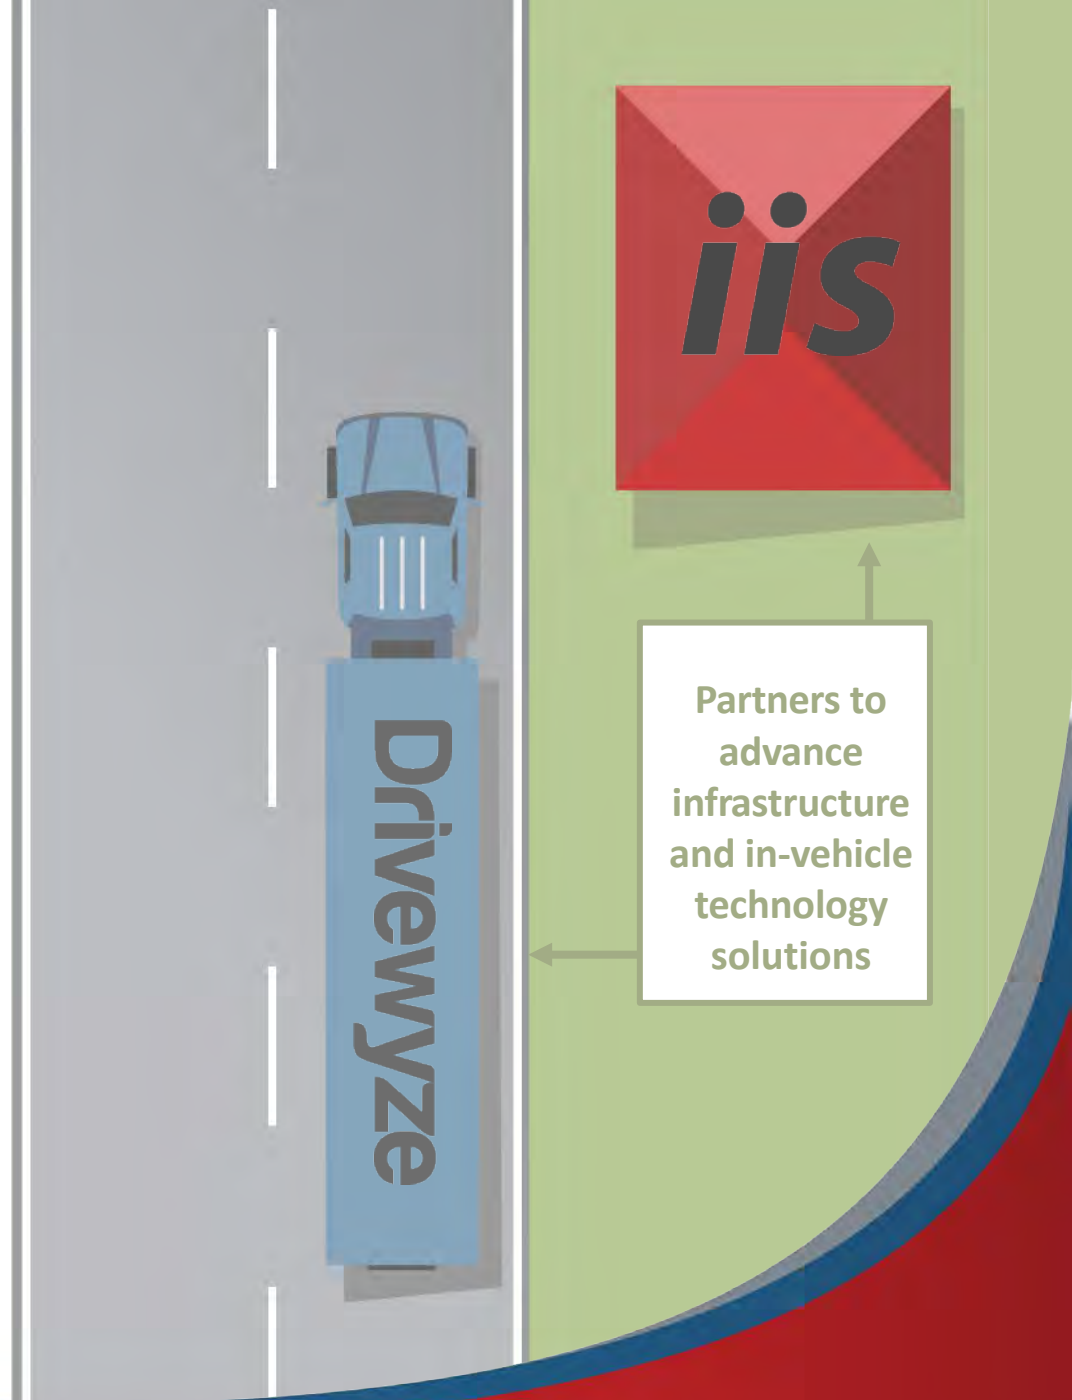 iis
Drivewyze
Partners to
advance
infrastructure
and in-vehicle
technology
solutions